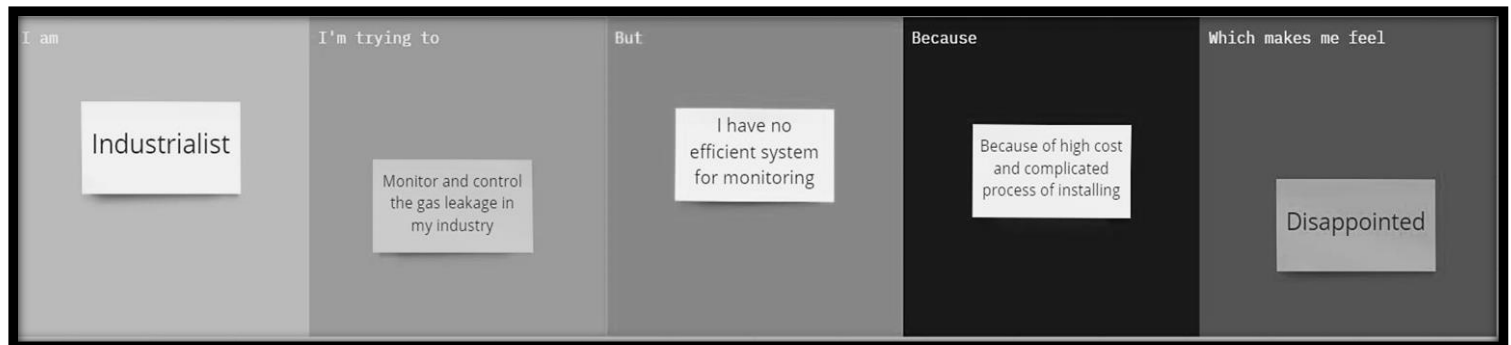 I am
Industrialist
I'm trying to
Monitor and control
the gas leakage in
my industry
But
I have no
efficient system
for monitoring
Because
Because of high cost
and complicated
process of installing
Which makes me feel
Disappointed